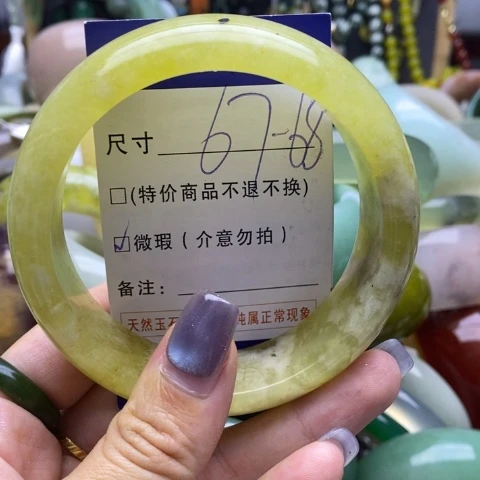 尺寸 67-68
□(特价商品不退不换)
☑微瑕(介意勿拍)
备注:
天然玉石 纯属正常现象